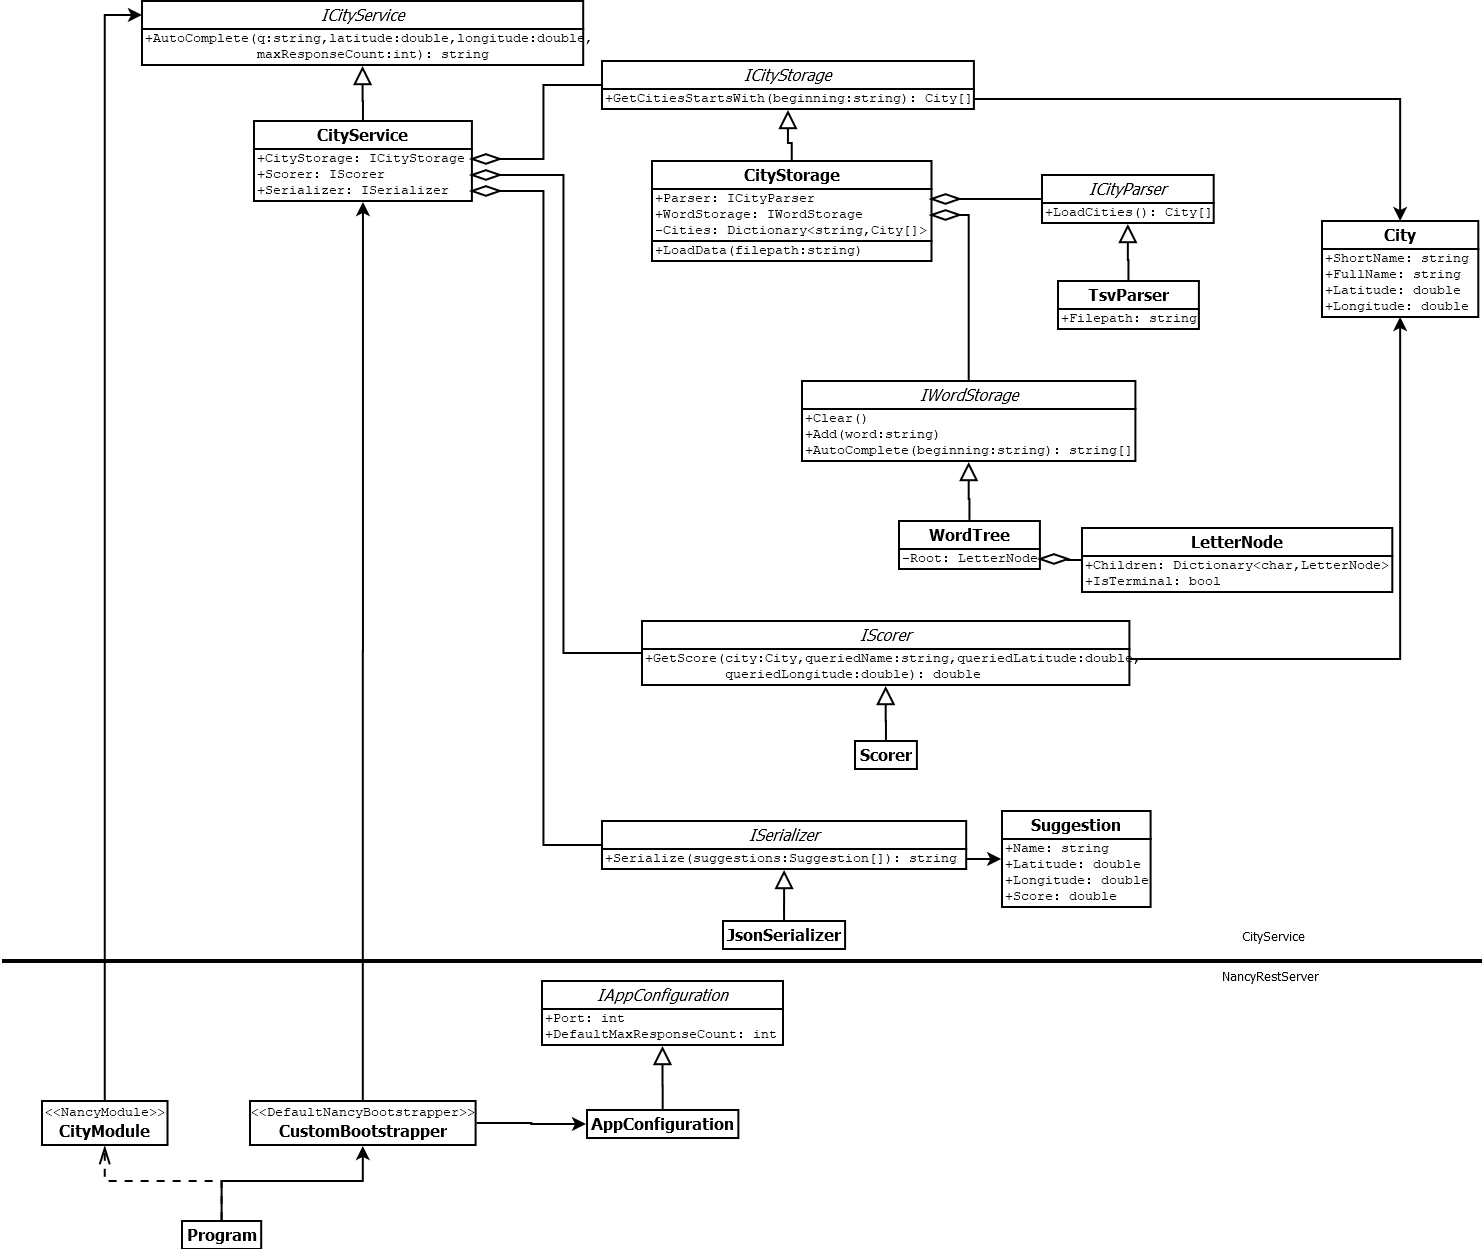 ICityService
+AutoComplete(q:string,latitude:double,longitude:double,
maxResponseCount:int): string
ICityStorage
+GetCitiesStartsWith(beginning:string): City[]
CityService
+CityStorage: ICityStorage
+Scorer: IScorer
+Serializer: ISerializer
CityStorage
+Parser: ICityParser
+WordStorage: IWordStorage
-Cities: Dictionary<string,City[]>
+LoadData(filepath:string)
ICityParser
+LoadCities(): City[]
City
+ShortName: string
+FullName: string
+Latitude: double
+Longitude: double
TsvParser
+Filepath: string
IWordStorage
+Clear()
+Add(word:string)
+AutoComplete(beginning:string): string[]
WordTree
-Root: LetterNode
LetterNode
+Children: Dictionary<char,LetterNode>
+IsTerminal: bool
IScorer
+GetScore(city:City,queriedName:string,queriedLatitude:double,
queriedLongitude:double): double
Scorer
ISerializer
+Serialize(suggestions:Suggestion[]): string
Suggestion
+Name: string
+Latitude: double
+Longitude: double
+Score: double
JsonSerializer
CityService
NancyRestServer
IAppConfiguration
+Port: int
+DefaultMaxResponseCount: int
<<NancyModule>>
CityModule
<<DefaultNancyBootstrapper>>
CustomBootstrapper
AppConfiguration
Program